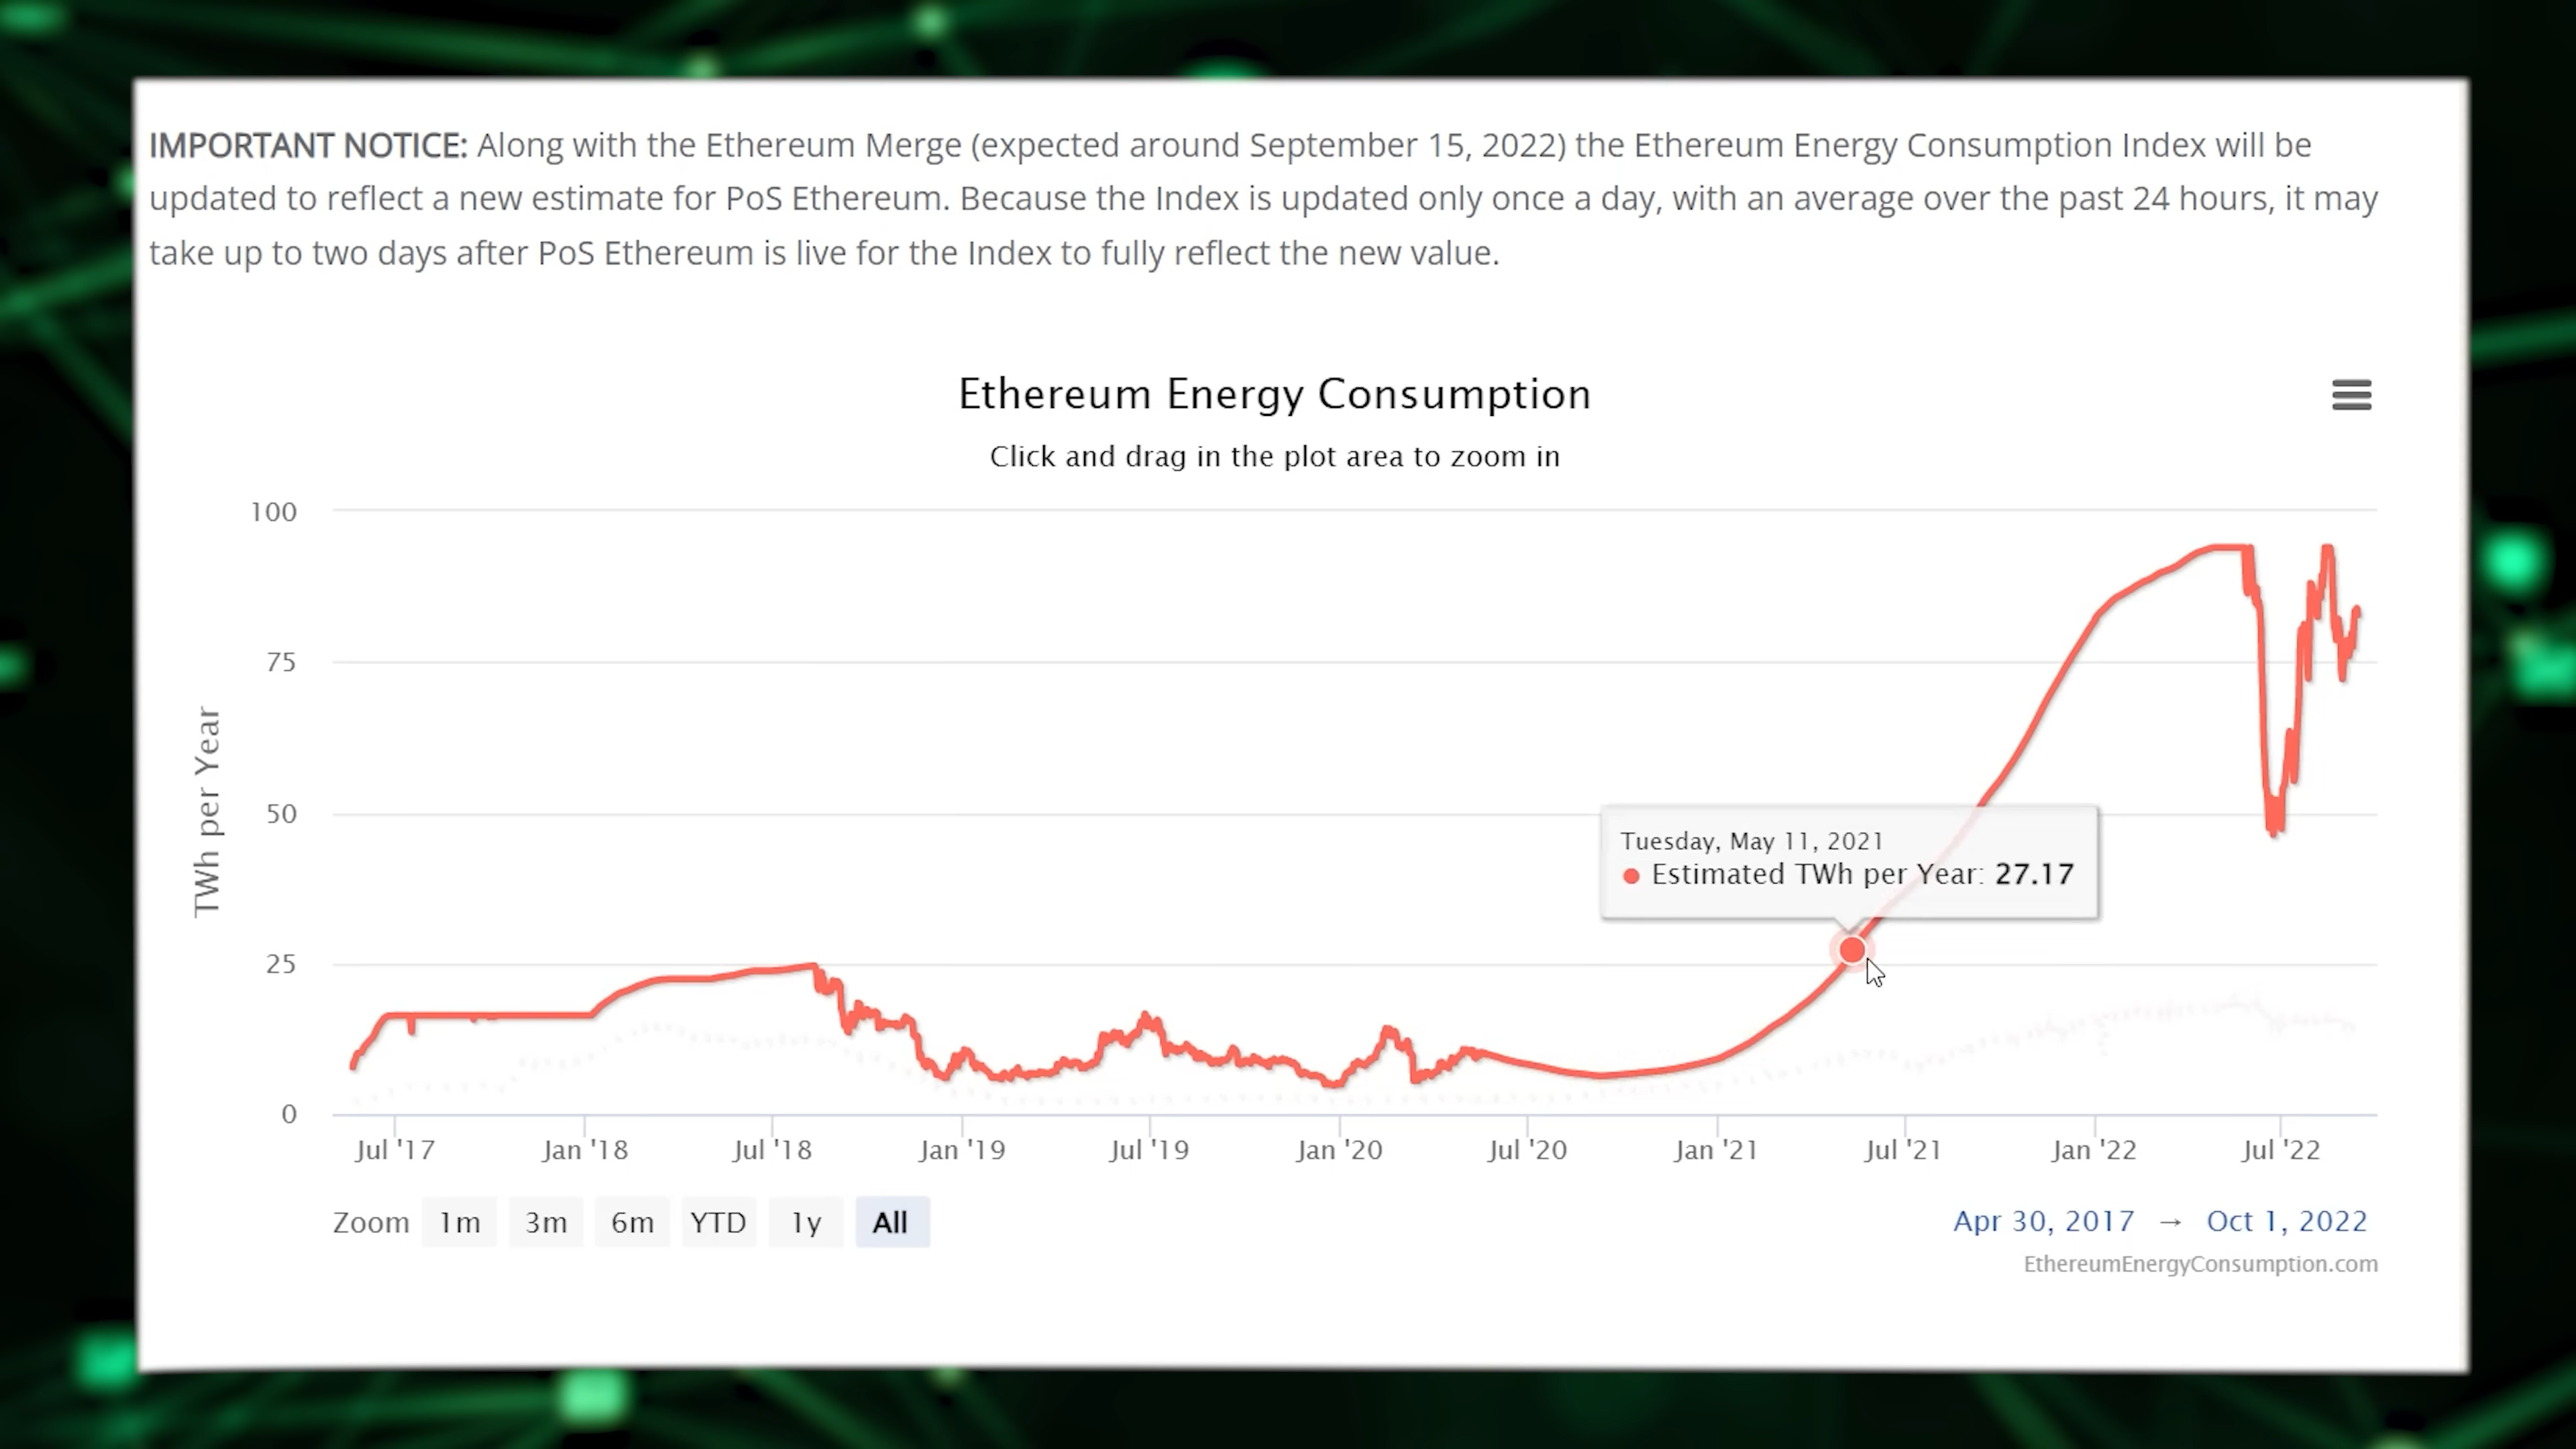 IMPORTANT NOTICE: Along with the Ethereum Merge (expected around September 15, 2022) the Ethereum Energy Consumption Index will be
updated to reflect a new estimate for PoS Ethereum. Because the Index is updated only once a day, with an average over the past 24 hours, it may
take up to two days after PoS Ethereum is live for the Index to fully reflect the new value.
Ethereum Energy Consumption
Click and drag in the plot area to zoom in
TWh per Year
100
75
50
25
0
Tuesday, May 11, 2021
Estimated TWh per Year: 27.17
Jul '17 Jan '18 Jul '18 Jan '19 Jul '19 Jan '20 Jul '20 Jan '21 Jul '21 Jan '22 Jul '22
Zoom 1m 3m 6m YTD 1y All
Apr 30, 2017 → Oct 1, 2022
EthereumEnergyConsumption.com